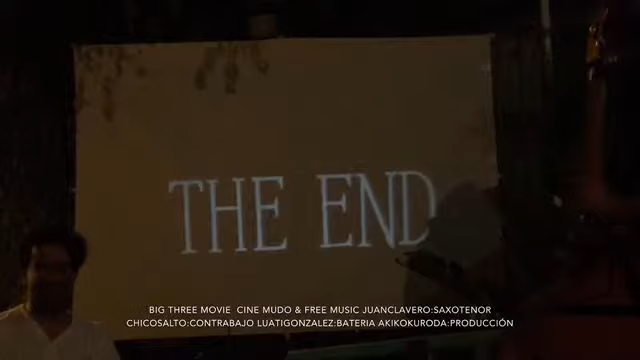 THE END
BIG THREE MOVIE CINE MUDO & FREE MUSIC JUANCLAVERO:SAXOTENOR
CHICOSALTO:CONTRABAJO LUATIGONZALEZ:BATERIA AKIKOKURODA:PRODUCCIÓN